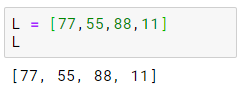 L = [77,55,88,11]
L
[77, 55, 88, 11]